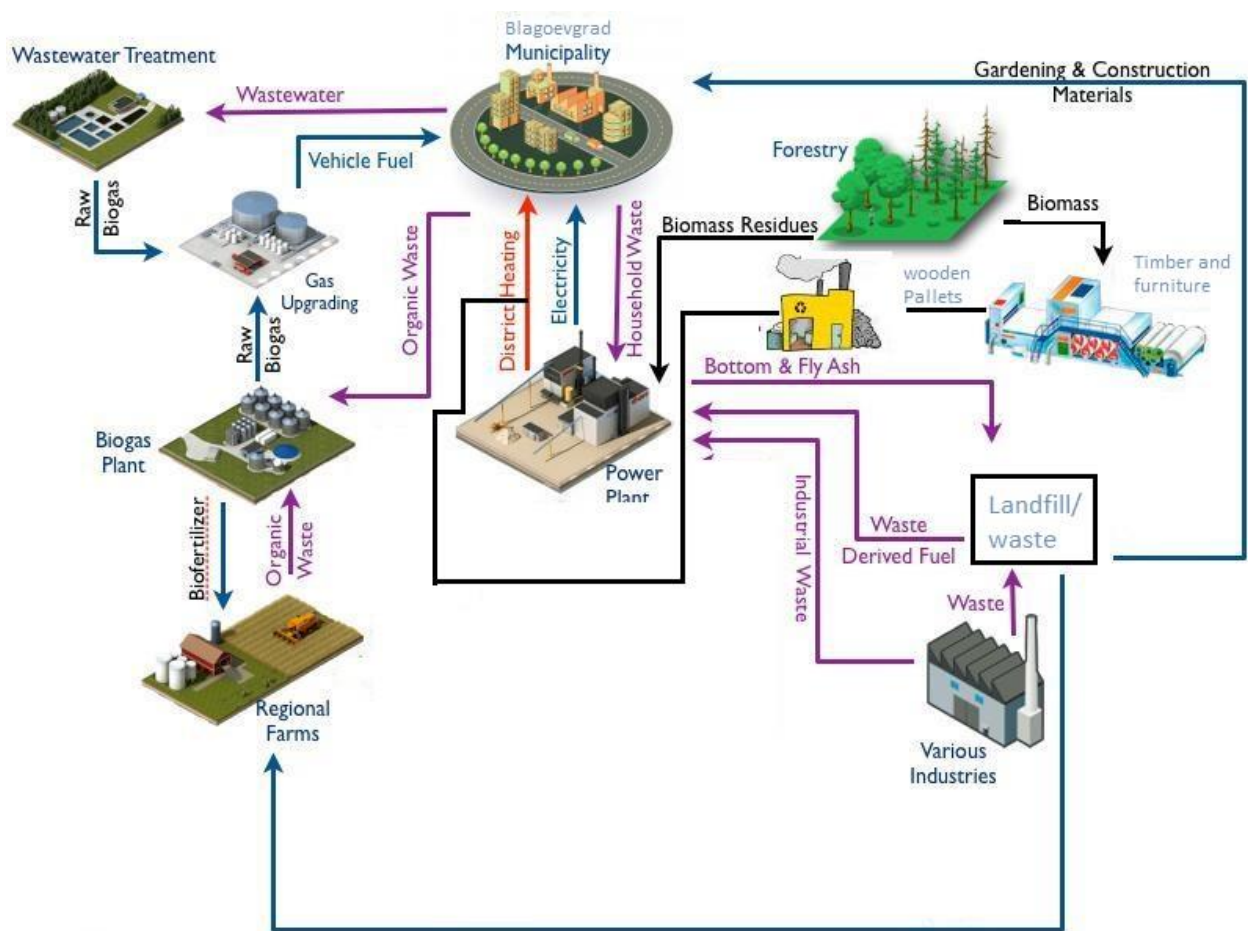 Blagoevgrad
Municipality
Wastewater Treatment
Gardening & Construction
Materials
Wastewater
Vehicle Fuel
Forestry
Raw
Biogas
Biomass Residues
Biomass
Gas
Upgrading
Organic Waste
District Heating
Electricity
Household Waste
wooden
Pallets
Timber and
furniture
Raw
Biogas
Bottom & Fly Ash
Biogas
Plant
Power
Plant
Industrial Waste
Landfill/
waste
Waste
Derived Fuel
Biofertilizer
Organic
Waste
Waste
Regional
Farms
Various
Industries